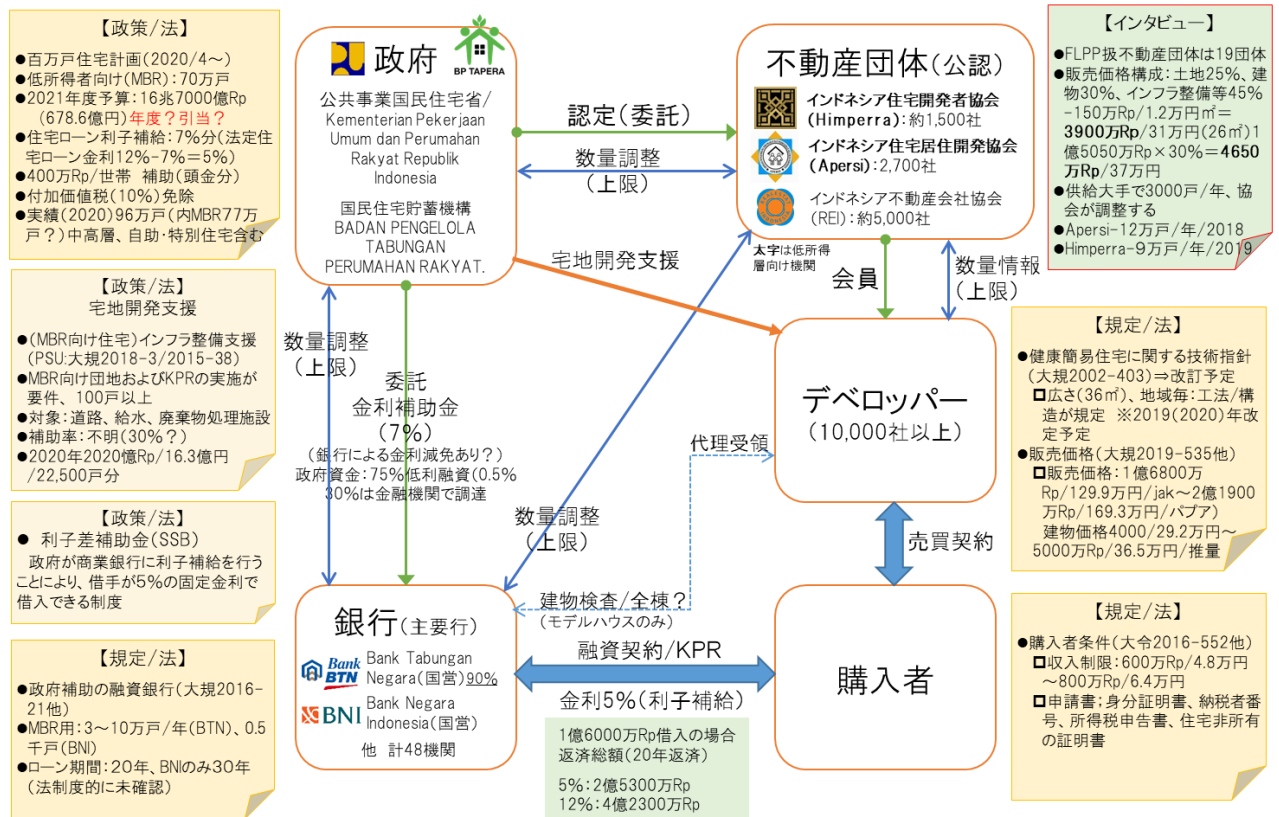 【政策/法】
●百万戸住宅計画(2020/4～)
●低所得者向け(MBR)：70万戸
●2021年度予算：16兆7000億Rp
(678.6億円)年度？引当？
●住宅ローン利子補給：7%分(法定住
宅ローン金利12%-7%=5%)
●400万Rp/世帯 補助(頭金分)
●付加価値税(10%)免除
●実績(2020)96万戸(内MBR77万
戸？)中高層、自助・特別住宅含む
【政策/法】
宅地開発支援
●(MBR向け住宅)インフラ整備支援
(PSU:大規2018-3/2015-38)
●MBR向け団地およびKPRの実施が
要件、100戸以上
●対象：道路、給水、廃棄物処理施設
●補助率：不明(30%？)
●2020年2020憶Rp/16.3億円
/22,500戸分
【政策/法】
● 利子差補助金(SSB)
政府が商業銀行に利子補給を行う
ことにより、借手が5%の固定金利で
借入できる制度
【規定/法】
●政府補助の融資銀行(大規2016-
21他)
●MBR用：3～10万戸/年(BTN)、0.5
千戸(BNI)
●ローン期間：20年、BNIのみ30年
(法制度的に未確認)
政府
BP TAPERA
公共事業国民住宅省/
Kementerian Pekerjaan
Umum dan Perumahan
Rakyat Republik
Indonesia
国民住宅貯蓄機構
BADAN PENGELOLA
TABUNGAN
PERUMAHAN RAKYAT.
認定(委託)
数量調整
(上限)
宅地開発支援
不動産団体(公認)
インドネシア住宅開発者協会
(Himperra)：約1,500社
インドネシア住宅居住開発協会
(Apersi)：2,700社
インドネシア不動産会社協会
(REI)：約5,000社
太字は低所得
層向け機関
会員
数量情報
(上限)
数量調整
(上限)
委託
金利補助金
(7%)
(銀行による金利減免あり？)
政府資金：75%低利融資(0.5%
30%は金融機関で調達
数量調整
(上限)
代理受領
デベロッパー
(10,000社以上)
売買契約
建物検査/全棟？
(モデルハウスのみ)
融資契約/KPR
金利5%(利子補給)
1億6000万Rp借入の場合
返済総額(20年返済)
5%：2億5300万Rp
12%：4億2300万Rp
銀行(主要行)
Bank
BTN
Bank Tabungan
Negara(国営)90%
BNI
Bank Negara
Indonesia(国営)
他 計48機関
購入者
【インタビュー】
●FLPP扱不動産団体は19団体
●販売価格構成：土地25%、建
物30%、インフラ整備等45%
-150万Rp/1.2万円㎡＝
3900万Rp/31万円(26㎡)1
億5050万Rp×30%＝4650
万Rp/37万円
●供給大手で3000戸/年、協
会が調整する
●Apersi-12万戸/年/2018
●Himperra-9万戸/年/2019
【規定/法】
●健康簡易住宅に関する技術指針
(大規2002-403)⇒改訂予定
□広さ(36㎡)、地域毎：工法/構
造が規定 ※2019(2020)年改
定予定
●販売価格(大規2019-535他)
□販売価格：1億6800万
Rp/129.9万円/jak～2億1900
万Rp/169.3万円/パプア)
建物価格4000/29.2万円～
5000万Rp/36.5万円/推量
【規定/法】
●購入者条件(大令2016-552他)
□収入制限：600万Rp/4.8万円
～800万Rp/6.4万円
□申請書；身分証明書、納税者番
号、所得税申告書、住宅非所有
の証明書